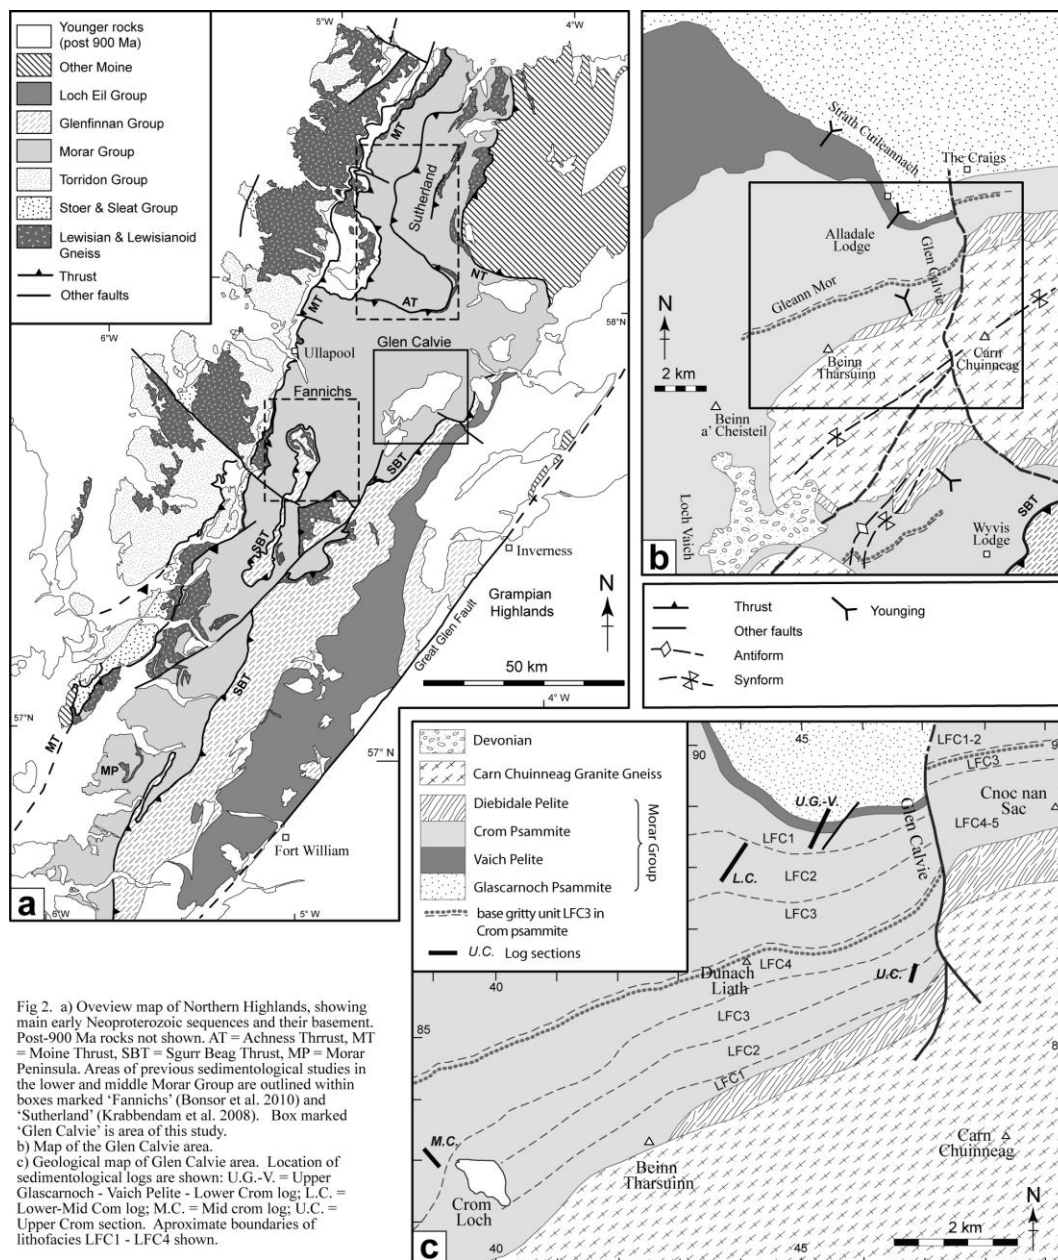 Younger rocks
(post 900 Ma)
Other Moine
Loch Eil Group
Glenfinnan Group
Morar Group
Torridon Group
Stoer & Sleat Group
Lewisian & Lewisianoid
Gneiss
Thrust
Other faults
5°W
4°W
MT
Sutherland
NT
AT
MT
58°N
6°W
Ullapool
Glen Calvie
Fannichs
SBT
SBT
Inverness
Grampian
Highlands
N
Great Glen Fault
50 km
4° W
SBT
57°N
57° N
MT
MP
Fort William
a
6°W
5° W
Strath Cuileannach
The Craigs
Alladale
Lodge
Glen Calvie
Gleann Mor
N
2 km
Beinn
Tharsuinn
Carn
Chuinneag
Beinn
a' Cheisteil
Loch Vaich
Wyvis
Lodge
SBT
b
Thrust
Younging
Other faults
Antiform
Synform
Devonian
Carn Chuinneag Granite Gneiss
Diebidale Pelite
Crom Psammite
Vaich Pelite
Glascarnoch Psammite
Morar Group
base gritty unit LFC3 in
Crom psammite
U.C. Log sections
90
45
9
LFC1-2
LFC3
Cnoc nan
Sac
LFC4-5
U.G.-V.
Glen Calvie
LFC1
L.C.
LFC2
LFC3
LFC4
Dunach
Liath
U.C.
40
85
LFC3
LFC2
LFC1
8
M.C.
Crom
Loch
Beinn
Tharsuinn
Carn
Chuinneag
N
2 km
c
40
45
Fig 2. a) Oveview map of Northern Highlands, showing
main early Neoproterozoic sequences and their basement.
Post-900 Ma rocks not shown. AT = Achness Thrrust, MT
= Moine Thrust, SBT = Sgurr Beag Thrust, MP = Morar
Peninsula. Areas of previous sedimentological studies in
the lower and middle Morar Group are outlined within
boxes marked ‘Fannichs’ (Bonsor et al. 2010) and
‘Sutherland’ (Krabbendam et al. 2008). Box marked
‘Glen Calvie’ is area of this study.
b) Map of the Glen Calvie area.
c) Geological map of Glen Calvie area. Location of
sedimentological logs are shown: U.G.-V. = Upper
Glascarnoch - Vaich Pelite - Lower Crom log; L.C. =
Lower-Mid Com log; M.C. = Mid crom log; U.C. =
Upper Crom section. Aproximate boundaries of
lithofacies LFC1 - LFC4 shown.